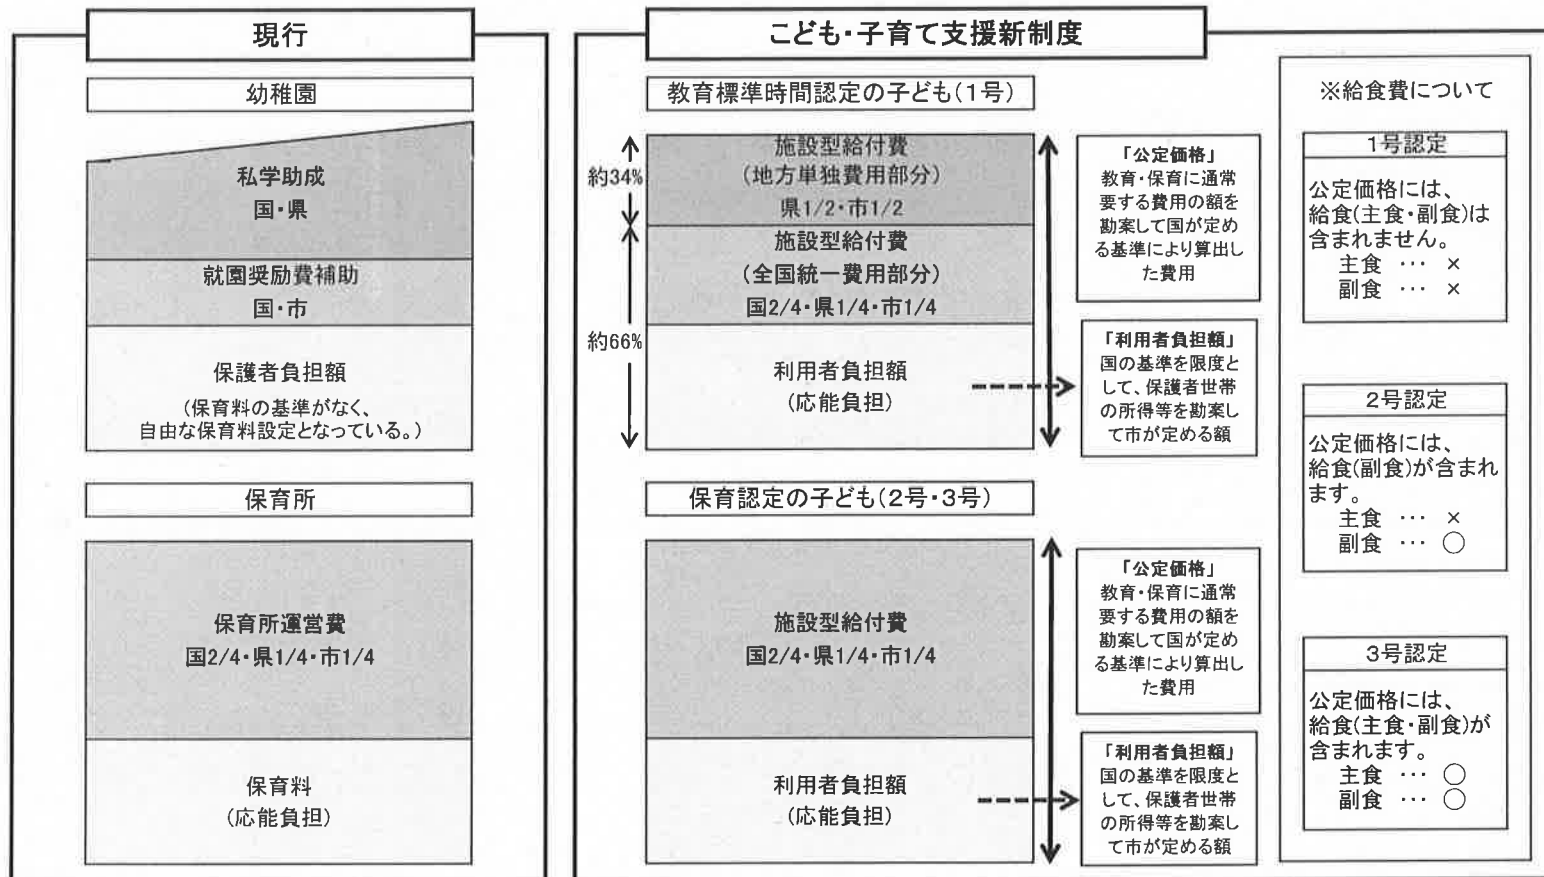 現行
幼稚園
私学助成
国・県
就園奨励費補助
国・市
保護者負担額
(保育料の基準がなく、
自由な保育料設定となっている。)
保育所
保育所運営費
国2/4・県1/4・市1/4
保育料
(応能負担)
こども・子育て支援新制度
教育標準時間認定の子ども(1号)
約34%
約66%
施設型給付費
(地方単独費用部分)
県1/2・市1/2
施設型給付費
(全国統一費用部分)
国2/4・県1/4・市1/4
利用者負担額
(応能負担)
「公定価格」
教育・保育に通常
要する費用の額を
勘案して国が定め
る基準により算出し
た費用
「利用者負担額」
国の基準を限度と
して、保護者世帯
の所得等を勘案し
て市が定める額
保育認定の子ども(2号・3号)
施設型給付費
国2/4・県1/4・市1/4
利用者負担額
(応能負担)
「公定価格」
教育・保育に通常
要する費用の額を
勘案して国が定め
る基準により算出し
た費用
「利用者負担額」
国の基準を限度と
して、保護者世帯
の所得等を勘案し
て市が定める額
※給食費について
1号認定
公定価格には、
給食(主食・副食)は
含まれません。
主食 … ×
副食 … ×
2号認定
公定価格には、
給食(副食)が含まれ
ます。
主食 … ×
副食 … ○
3号認定
公定価格には、
給食(主食・副食)が
含まれます。
主食 … ○
副食 … ○